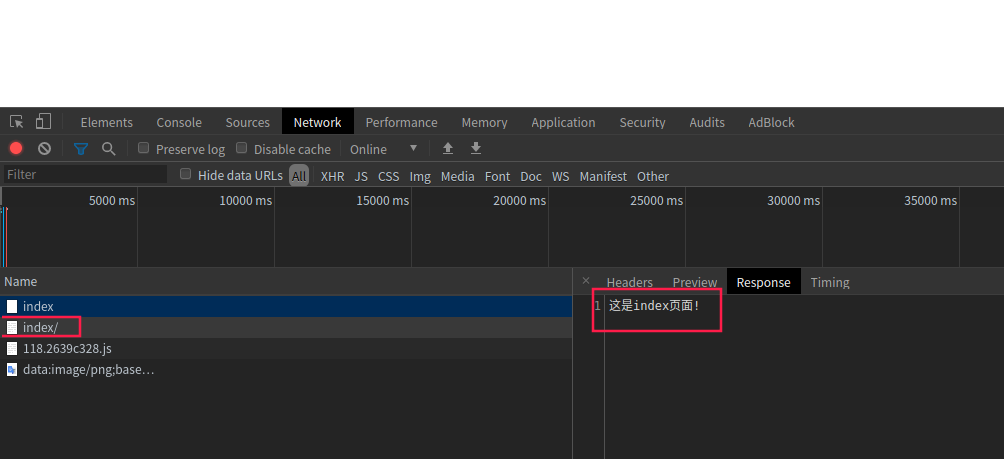 Elements Console Sources Network Performance Memory Application Security Audits AdBlock
Preserve log Disable cache Online
Filter Hide data URLs All XHR JS CSS Img Media Font Doc WS Manifest Other
5000 ms 10000 ms 15000 ms 20000 ms 25000 ms 30000 ms 35000 ms
Name
× Headers Preview Response Timing
index
1 这是index页面!
index/
118.2639c328.js
data:image/png;base…